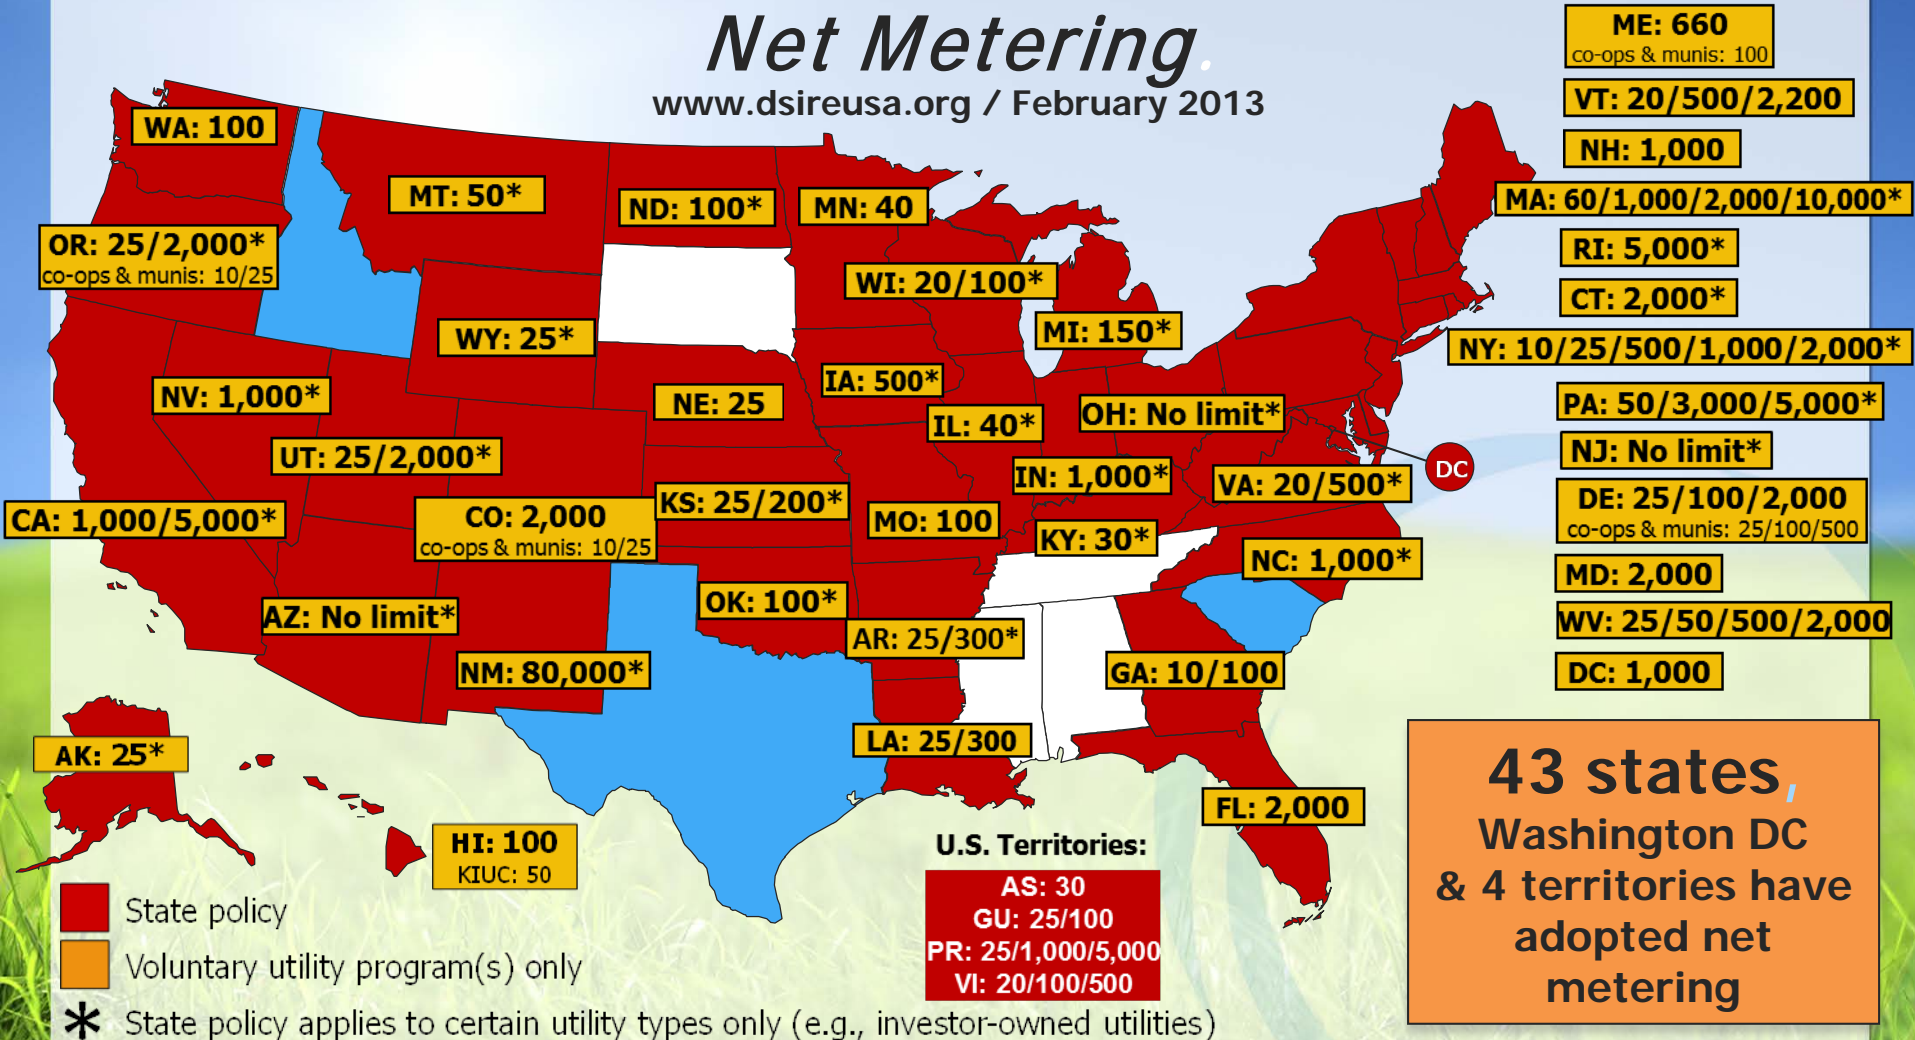 Net Metering.
www.dsireusa.org / February 2013
ME: 660
co-ops & munis: 100
VT: 20/500/2,200
NH: 1,000
MA: 60/1,000/2,000/10,000*
RI: 5,000*
CT: 2,000*
NY: 10/25/500/1,000/2,000*
PA: 50/3,000/5,000*
NJ: No limit*
DE: 25/100/2,000
co-ops & munis: 25/100/500
MD: 2,000
WV: 25/50/500/2,000
DC: 1,000
WA: 100
MT: 50*
ND: 100*
MN: 40
OR: 25/2,000*
co-ops & munis: 10/25
WI: 20/100*
WY: 25*
MI: 150*
NV: 1,000*
IA: 500*
NE: 25
IL: 40*
OH: No limit*
UT: 25/2,000*
IN: 1,000*
VA: 20/500*
DC
CA: 1,000/5,000*
CO: 2,000
co-ops & munis: 10/25
KS: 25/200*
MO: 100
KY: 30*
NC: 1,000*
AZ: No limit*
OK: 100*
AR: 25/300*
NM: 80,000*
GA: 10/100
AK: 25*
LA: 25/300
FL: 2,000
HI: 100
KIUC: 50
U.S. Territories:
AS: 30
GU: 25/100
PR: 25/1,000/5,000
VI: 20/100/500
43 states,
Washington DC
& 4 territories have
adopted net
metering
State policy
Voluntary utility program(s) only
* State policy applies to certain utility types only (e.g., investor-owned utilities)